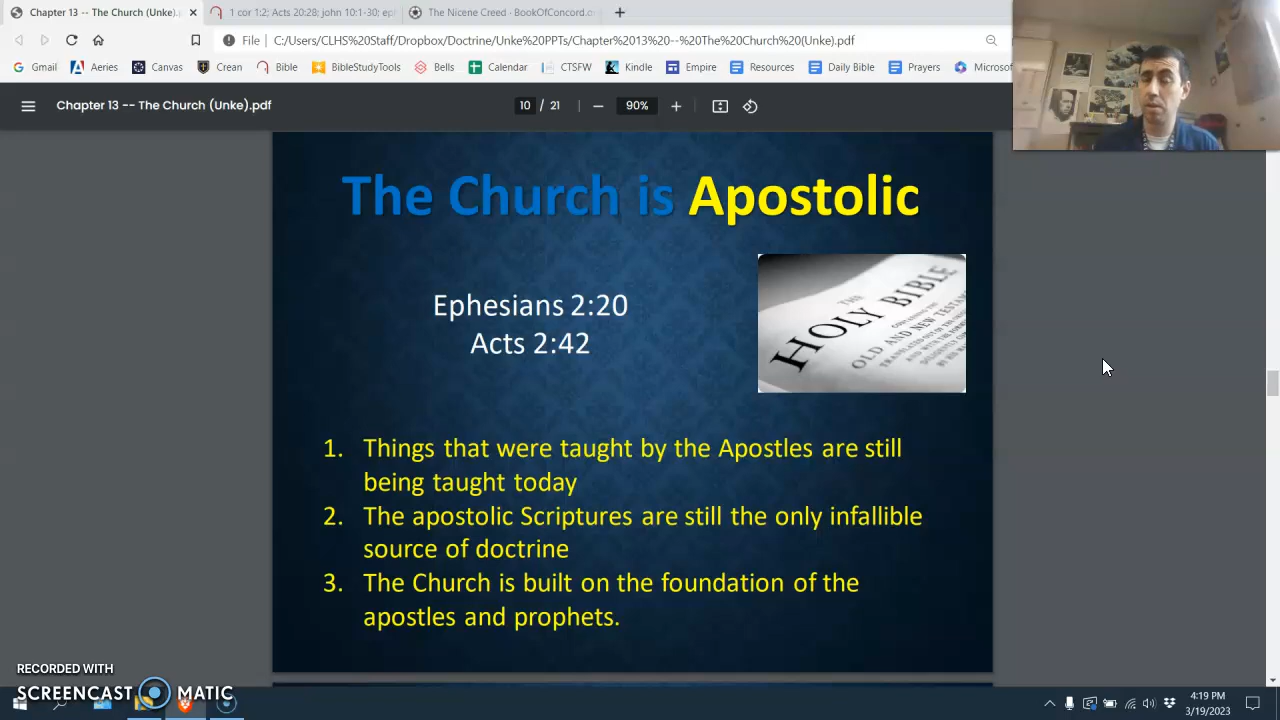 Chapter 13 -- The Church (Unke).
1 cor 1:2; Acts 20:28; john 10:1-30; ep
The Nicene Creed - BookOfConcord.o
File C:/Users/CLHS%20Staff/Dropbox/Doctrine/Unke%20PPTs/Chapter%2013%20--%20The%20Church%20(Unke).pdf
Gmail Aeries Canvas Crean Bible BibleStudyTools Bells Calendar CTSFW Kindle Empire Resources Daily Bible Prayers Microso
Chapter 13 -- The Church (Unke).pdf
10 / 21
90%
The Church is Apostolic
Ephesians 2:20
Acts 2:42
THE
HOLY BIBLE
OLD AND NEW TESTA
1. Things that were taught by the Apostles are still
being taught today
2. The apostolic Scriptures are still the only infallible
source of doctrine
3. The Church is built on the foundation of the
apostles and prophets.
RECORDED WITH
SCREENCAST MATIC
4:19 PM
3/19/2023